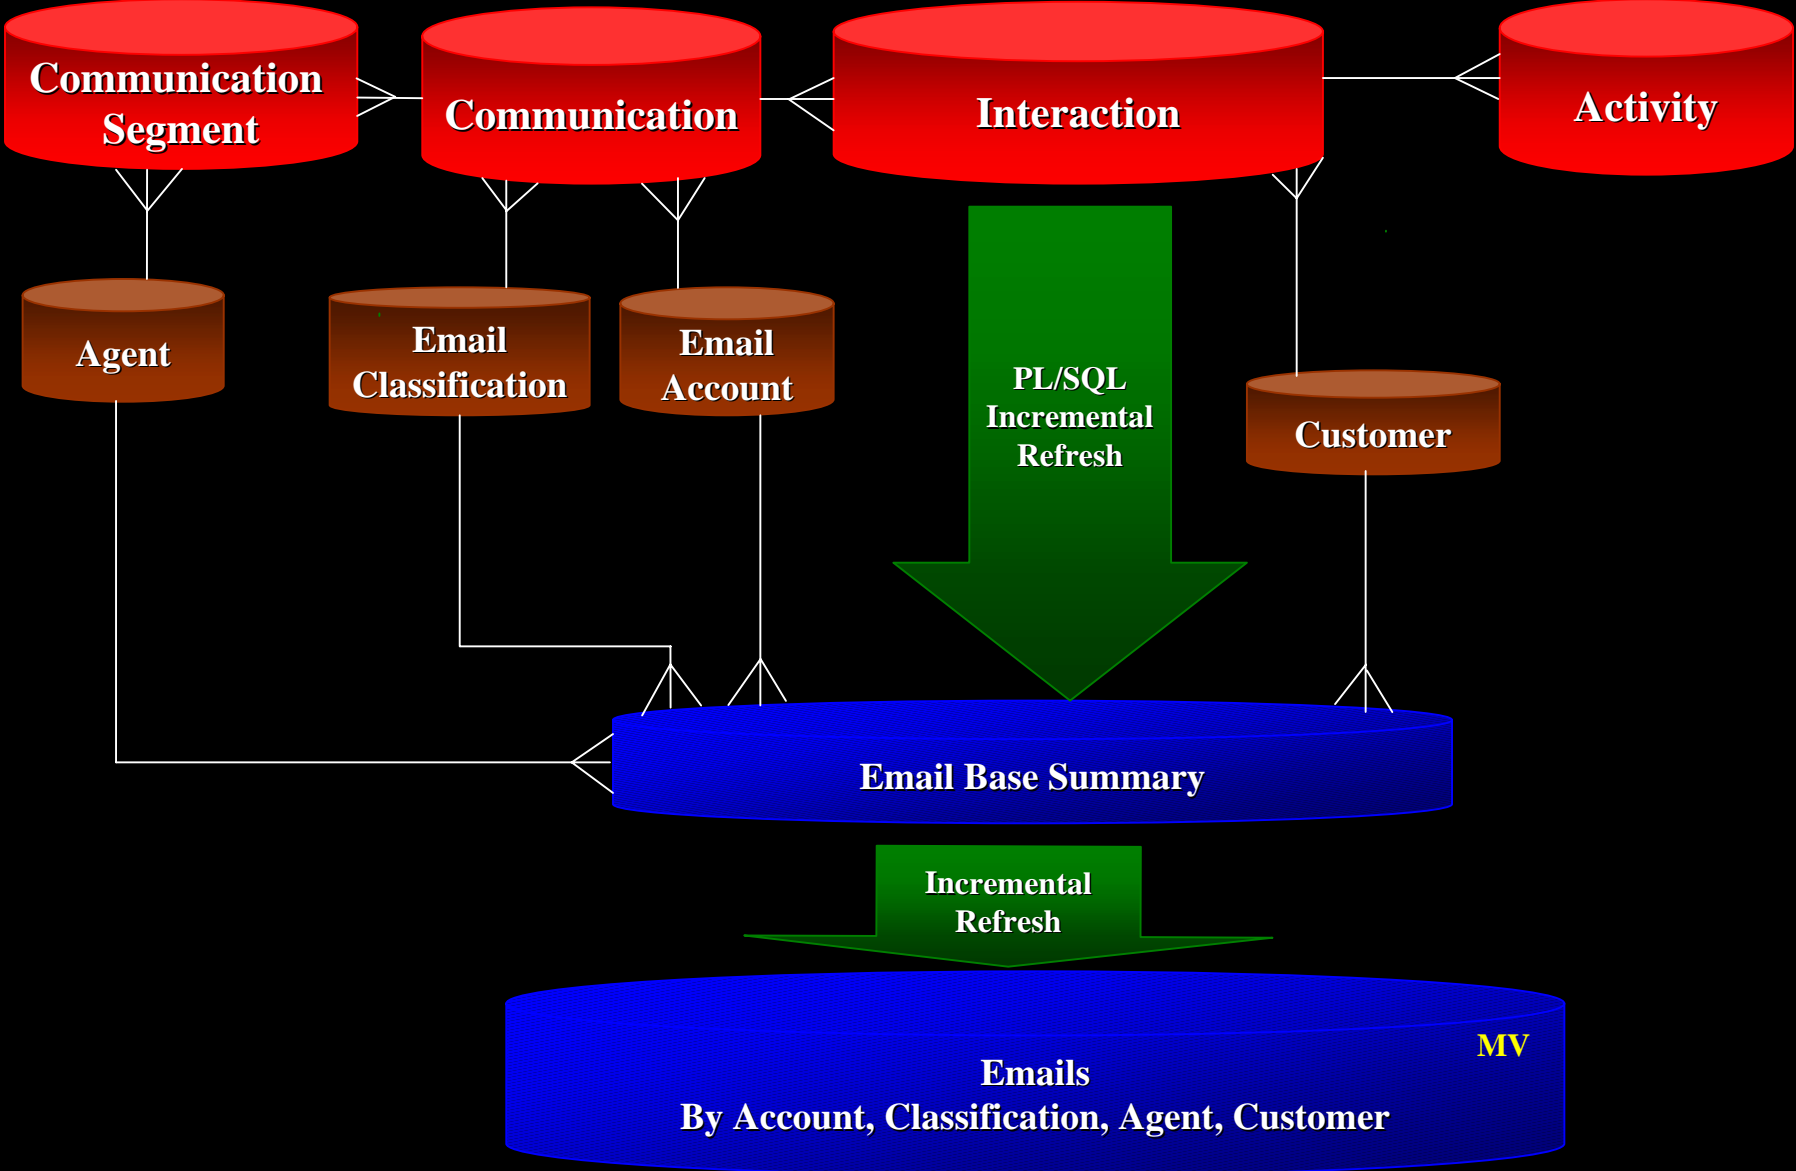 Communication
Segment
Communication
Interaction
Activity
Agent
Email
Classification
Email
Account
PL/SQL
Incremental
Refresh
Customer
Email Base Summary
Incremental
Refresh
MV
Emails
By Account, Classification, Agent, Customer